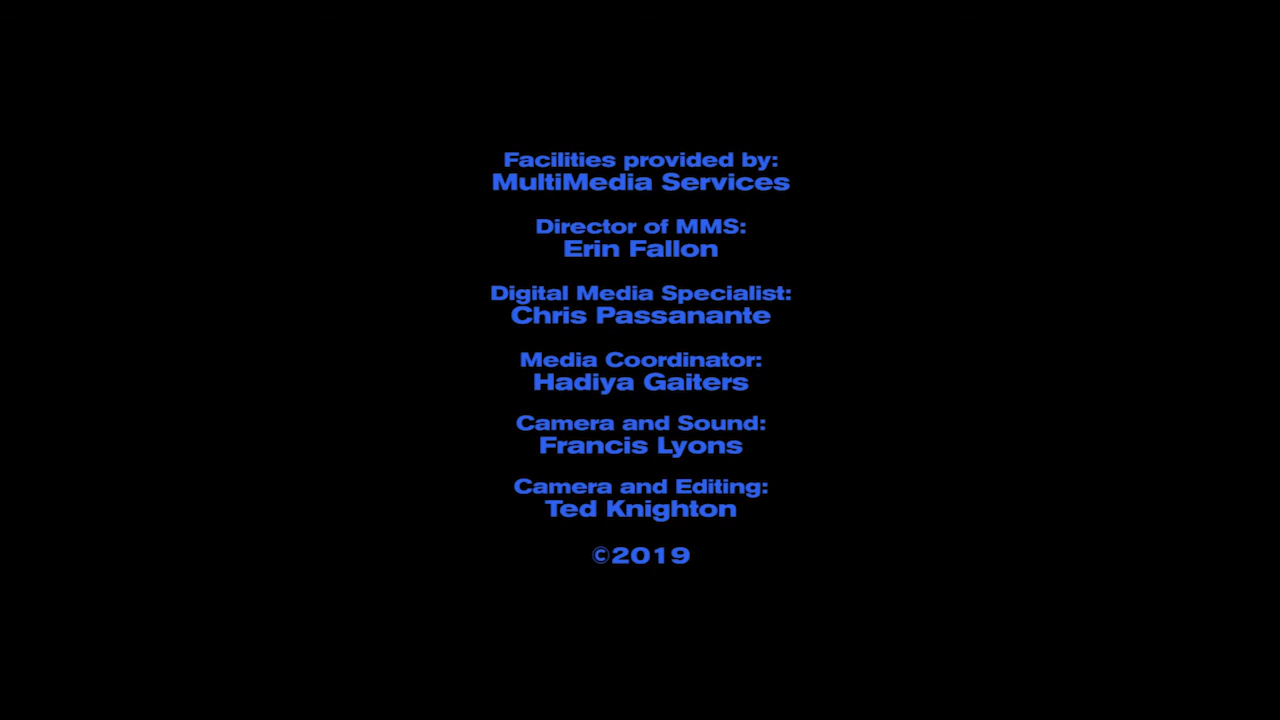 Facilities provided by:
MultiMedia Services
Director of MMS:
Erin Fallon
Digital Media Specialist:
Chris Passanante
Media Coordinator:
Hadiya Gaiters
Camera and Sound:
Francis Lyons
Camera and Editing:
Ted Knighton
©2019